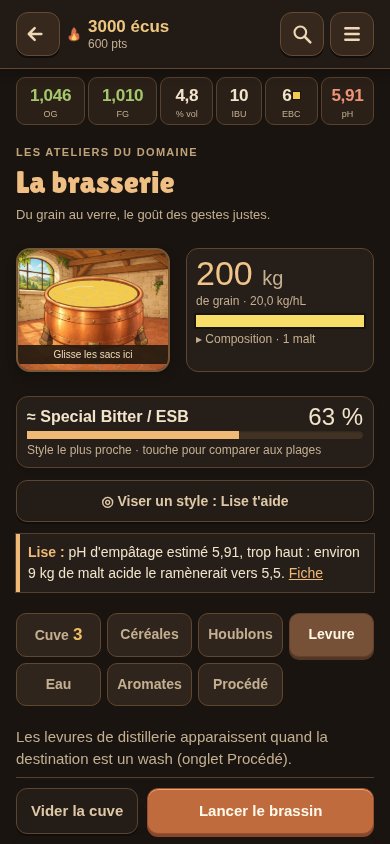 3000 écus
600 pts
1,046 1,010 4,8 10 6 5,91
OG FG % vol IBU EBC pH
LES ATELIERS DU DOMAINE
La brasserie
Du grain au verre, le goût des gestes justes.
200 kg
de grain · 20,0 kg/hL
▸ Composition · 1 malt
Glisse les sacs ici
≈ Special Bitter / ESB 63 %
Style le plus proche · touche pour comparer aux plages
◎ Viser un style : Lise t'aide
Lise : pH d'empâtage estimé 5,91, trop haut : environ
9 kg de malt acide le ramènerait vers 5,5. Fiche
Cuve 3 Céréales Houblons Levure
Eau Aromates Procédé
Les levures de distillerie apparaissent quand la
destination est un wash (onglet Procédé).
Vider la cuve Lancer le brassin